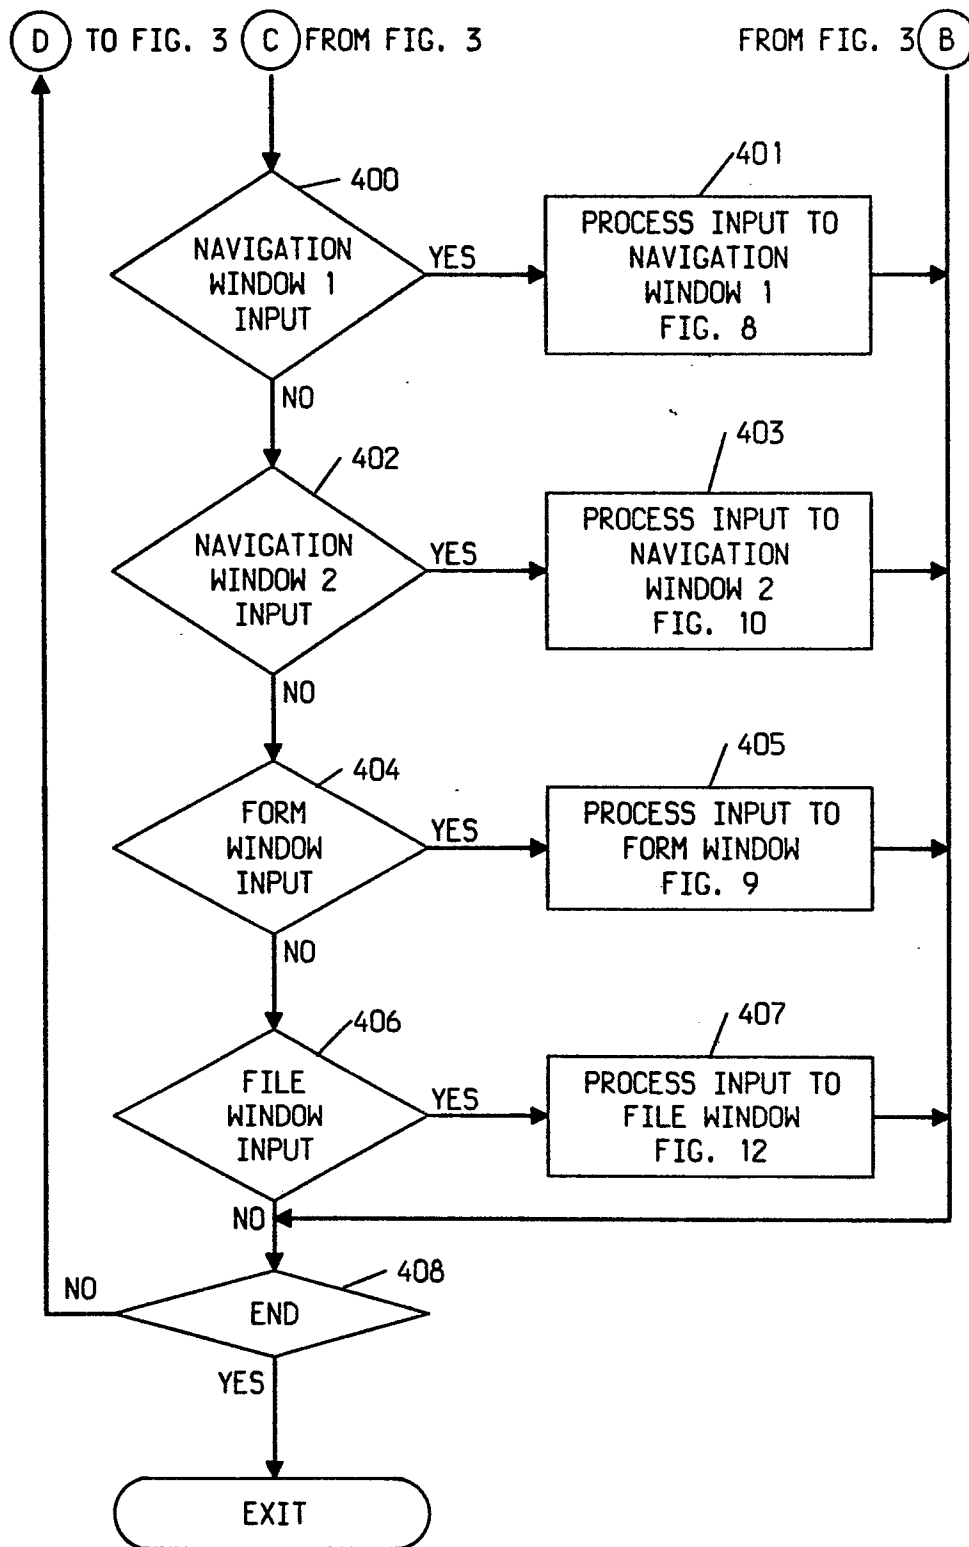 D TO FIG. 3 C FROM FIG. 3 FROM FIG. 3 B
400
NAVIGATION
WINDOW 1
INPUT
YES
401
PROCESS INPUT TO
NAVIGATION
WINDOW 1
FIG. 8
NO
402
NAVIGATION
WINDOW 2
INPUT
YES
403
PROCESS INPUT TO
NAVIGATION
WINDOW 2
FIG. 10
NO
404
FORM
WINDOW
INPUT
YES
405
PROCESS INPUT TO
FORM WINDOW
FIG. 9
NO
406
FILE
WINDOW
INPUT
YES
407
PROCESS INPUT TO
FILE WINDOW
FIG. 12
NO
408
NO
END
YES
EXIT